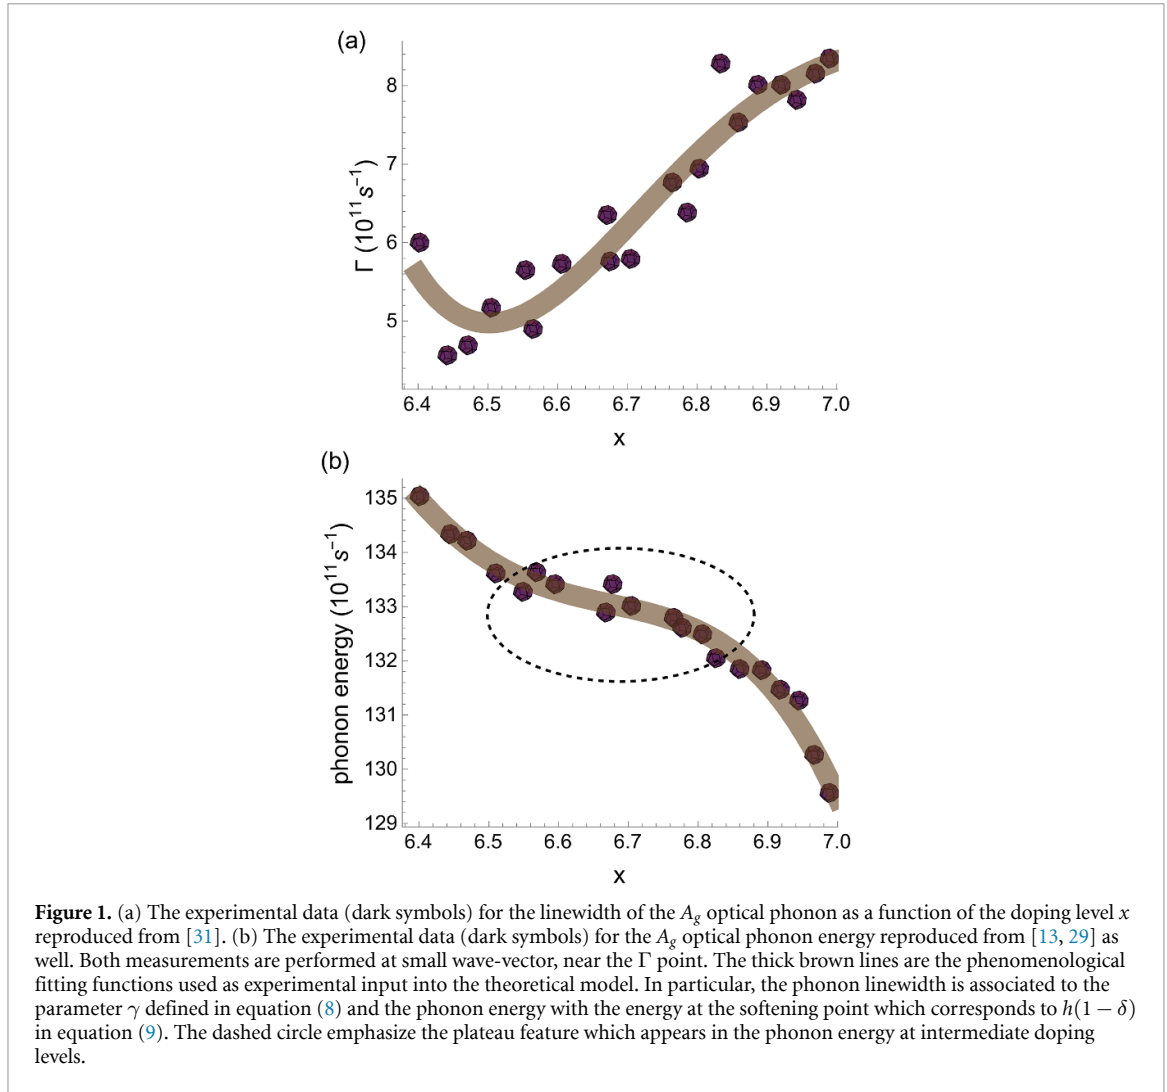 (a)
8
7
6
5
Γ (10¹¹s⁻¹)
6.4 6.5 6.6 6.7 6.8 6.9 7.0
x
(b)
135
134
133
132
131
130
129
phonon energy (10¹¹s⁻¹)
6.4 6.5 6.6 6.7 6.8 6.9 7.0
x
Figure 1. (a) The experimental data (dark symbols) for the linewidth of the A_g optical phonon as a function of the doping level x
reproduced from [31]. (b) The experimental data (dark symbols) for the A_g optical phonon energy reproduced from [13, 29] as
well. Both measurements are performed at small wave-vector, near the Γ point. The thick brown lines are the phenomenological
fitting functions used as experimental input into the theoretical model. In particular, the phonon linewidth is associated to the
parameter γ defined in equation (8) and the phonon energy with the energy at the softening point which corresponds to h(1 − δ)
in equation (9). The dashed circle emphasize the plateau feature which appears in the phonon energy at intermediate doping
levels.